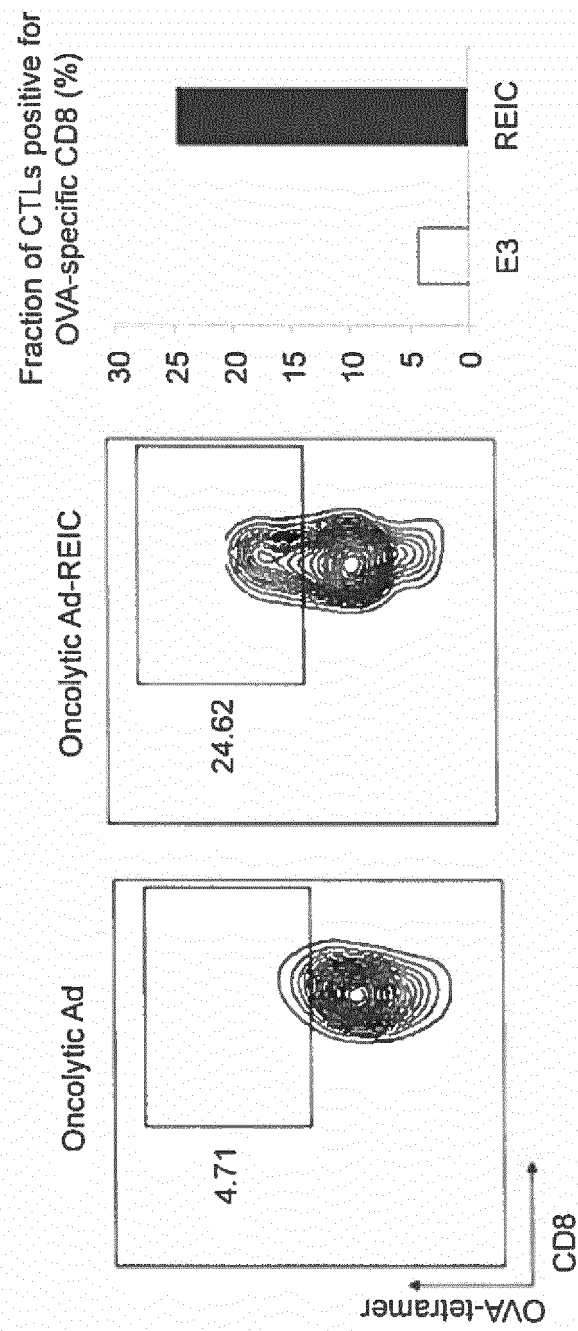 Oncolytic Ad
4.71
OVA-tetramer
CD8
Oncolytic Ad-REIC
24.62
Fraction of CTLs positive for
OVA-specific CD8 (%)
30
25
20
15
10
5
0
E3
REIC